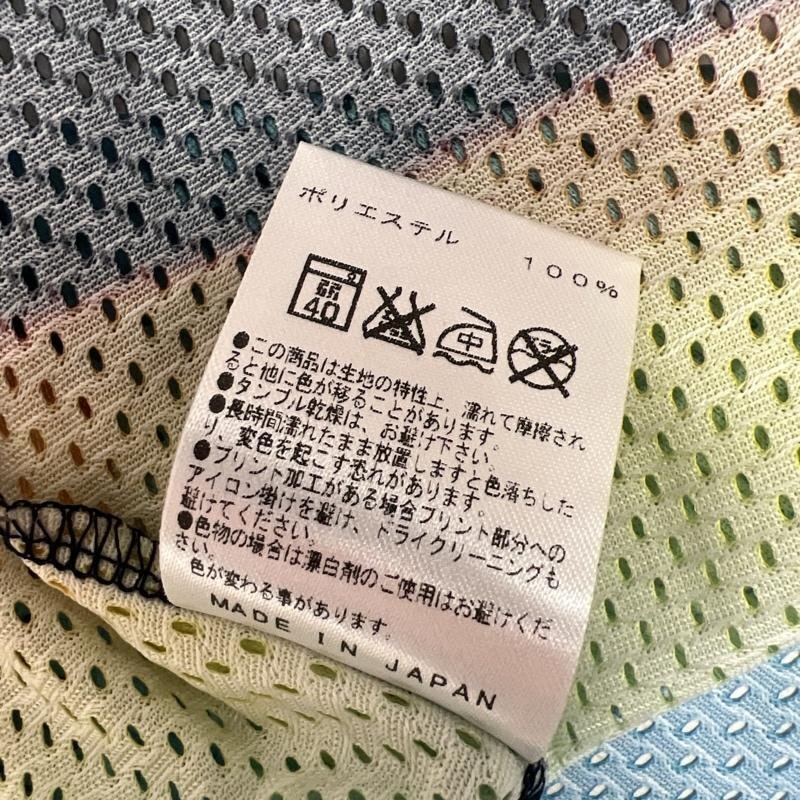 ポリエステル 100%
弱
40
中
ドライ
●この商品は生地の特性上、濡れて摩擦され
ると他に色が移ることがあります。
●タンブル乾燥は、お避け下さい。
●長時間濡れたまま放置しますと色落ちした
り、変色を起こす恐れがあります。
●プリント加工がある場合プリント部分への
アイロン掛けを避け、ドライクリーニングも
避けてください。
●色物の場合は漂白剤のご使用はお避けくだ
さい。
色が変わる事があります。
MADE IN JAPAN